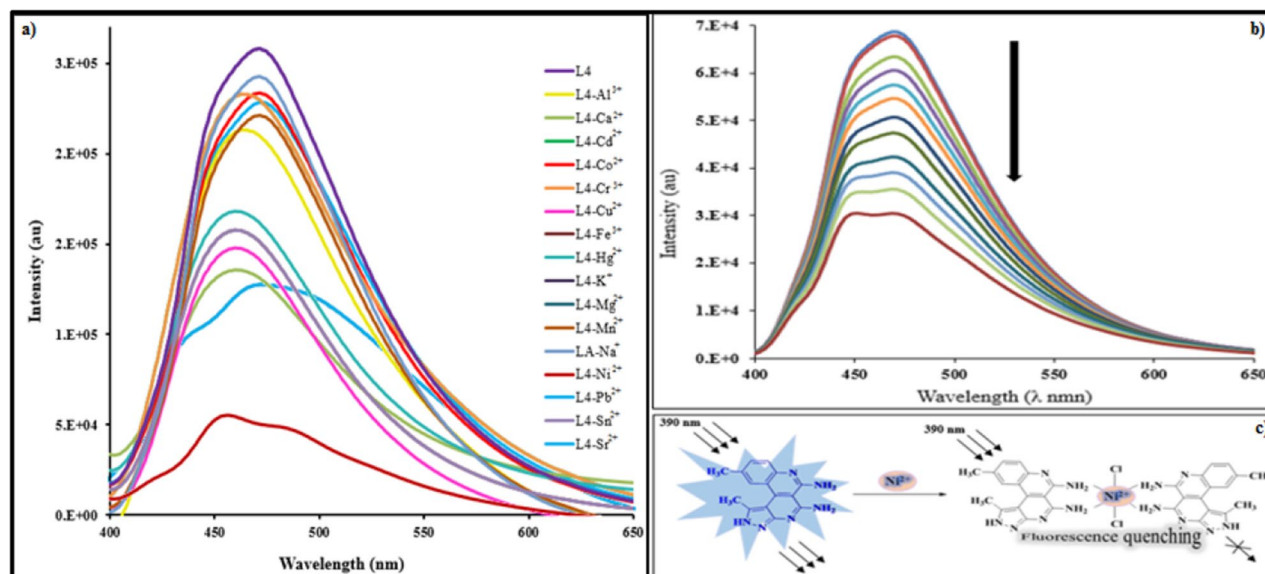 a)
3.E+05
3.E+05
2.E+05
2.E+05
1.E+05
5.E+04
0.E+00
Intensity (au)
400
450
500
550
600
650
Wavelength (nm)
L4
L4-Al³⁺
L4-Ca²⁺
L4-Cd²⁺
L4-Co²⁺
L4-Cr³⁺
L4-Cu²⁺
L4-Fe³⁺
L4-Hg²⁺
L4-K⁺
L4-Mg²⁺
L4-Mn²⁺
LA-Na⁺
L4-Ni²⁺
L4-Pb²⁺
L4-Sn²⁺
L4-Sr²⁺
b)
7.E+4
6.E+4
5.E+4
4.E+4
3.E+4
2.E+4
1.E+4
0.E+0
Intensity (au)
400
450
500
550
600
650
Wavelength (λ nmn)
c)
390 nm
H₃C
N
NH₂
H₃C
NH₂
HN
N
N
Ni²⁺
390 nm
Cl
H₃C
N
N
CH₃
NH₂
H₂N
H₃C
Ni²⁺
CH₃
NH₂
H₂N
HN
N
N
Cl
N
N
NH
Fluorescence quenching